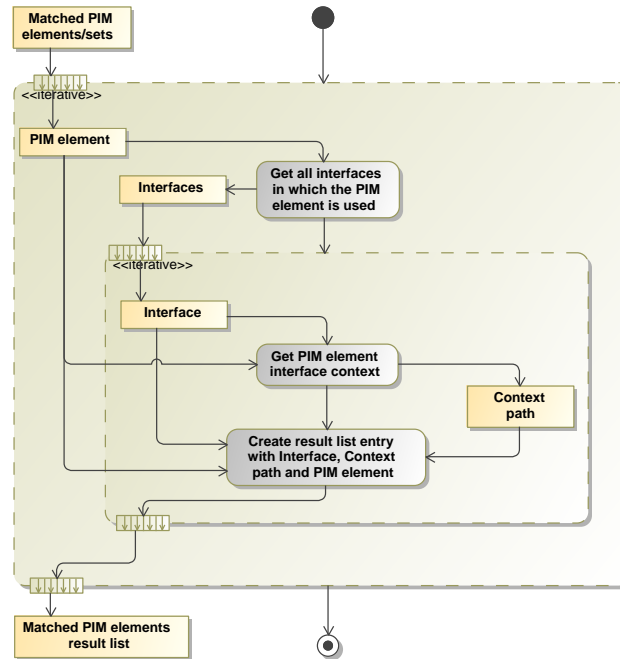 Matched PIM
elements/sets
<<iterative>>
PIM element
Get all interfaces
in which the PIM
element is used
Interfaces
<<iterative>>
Interface
Get PIM element
interface context
Context
path
Create result list entry
with Interface, Context
path and PIM element
Matched PIM elements
result list